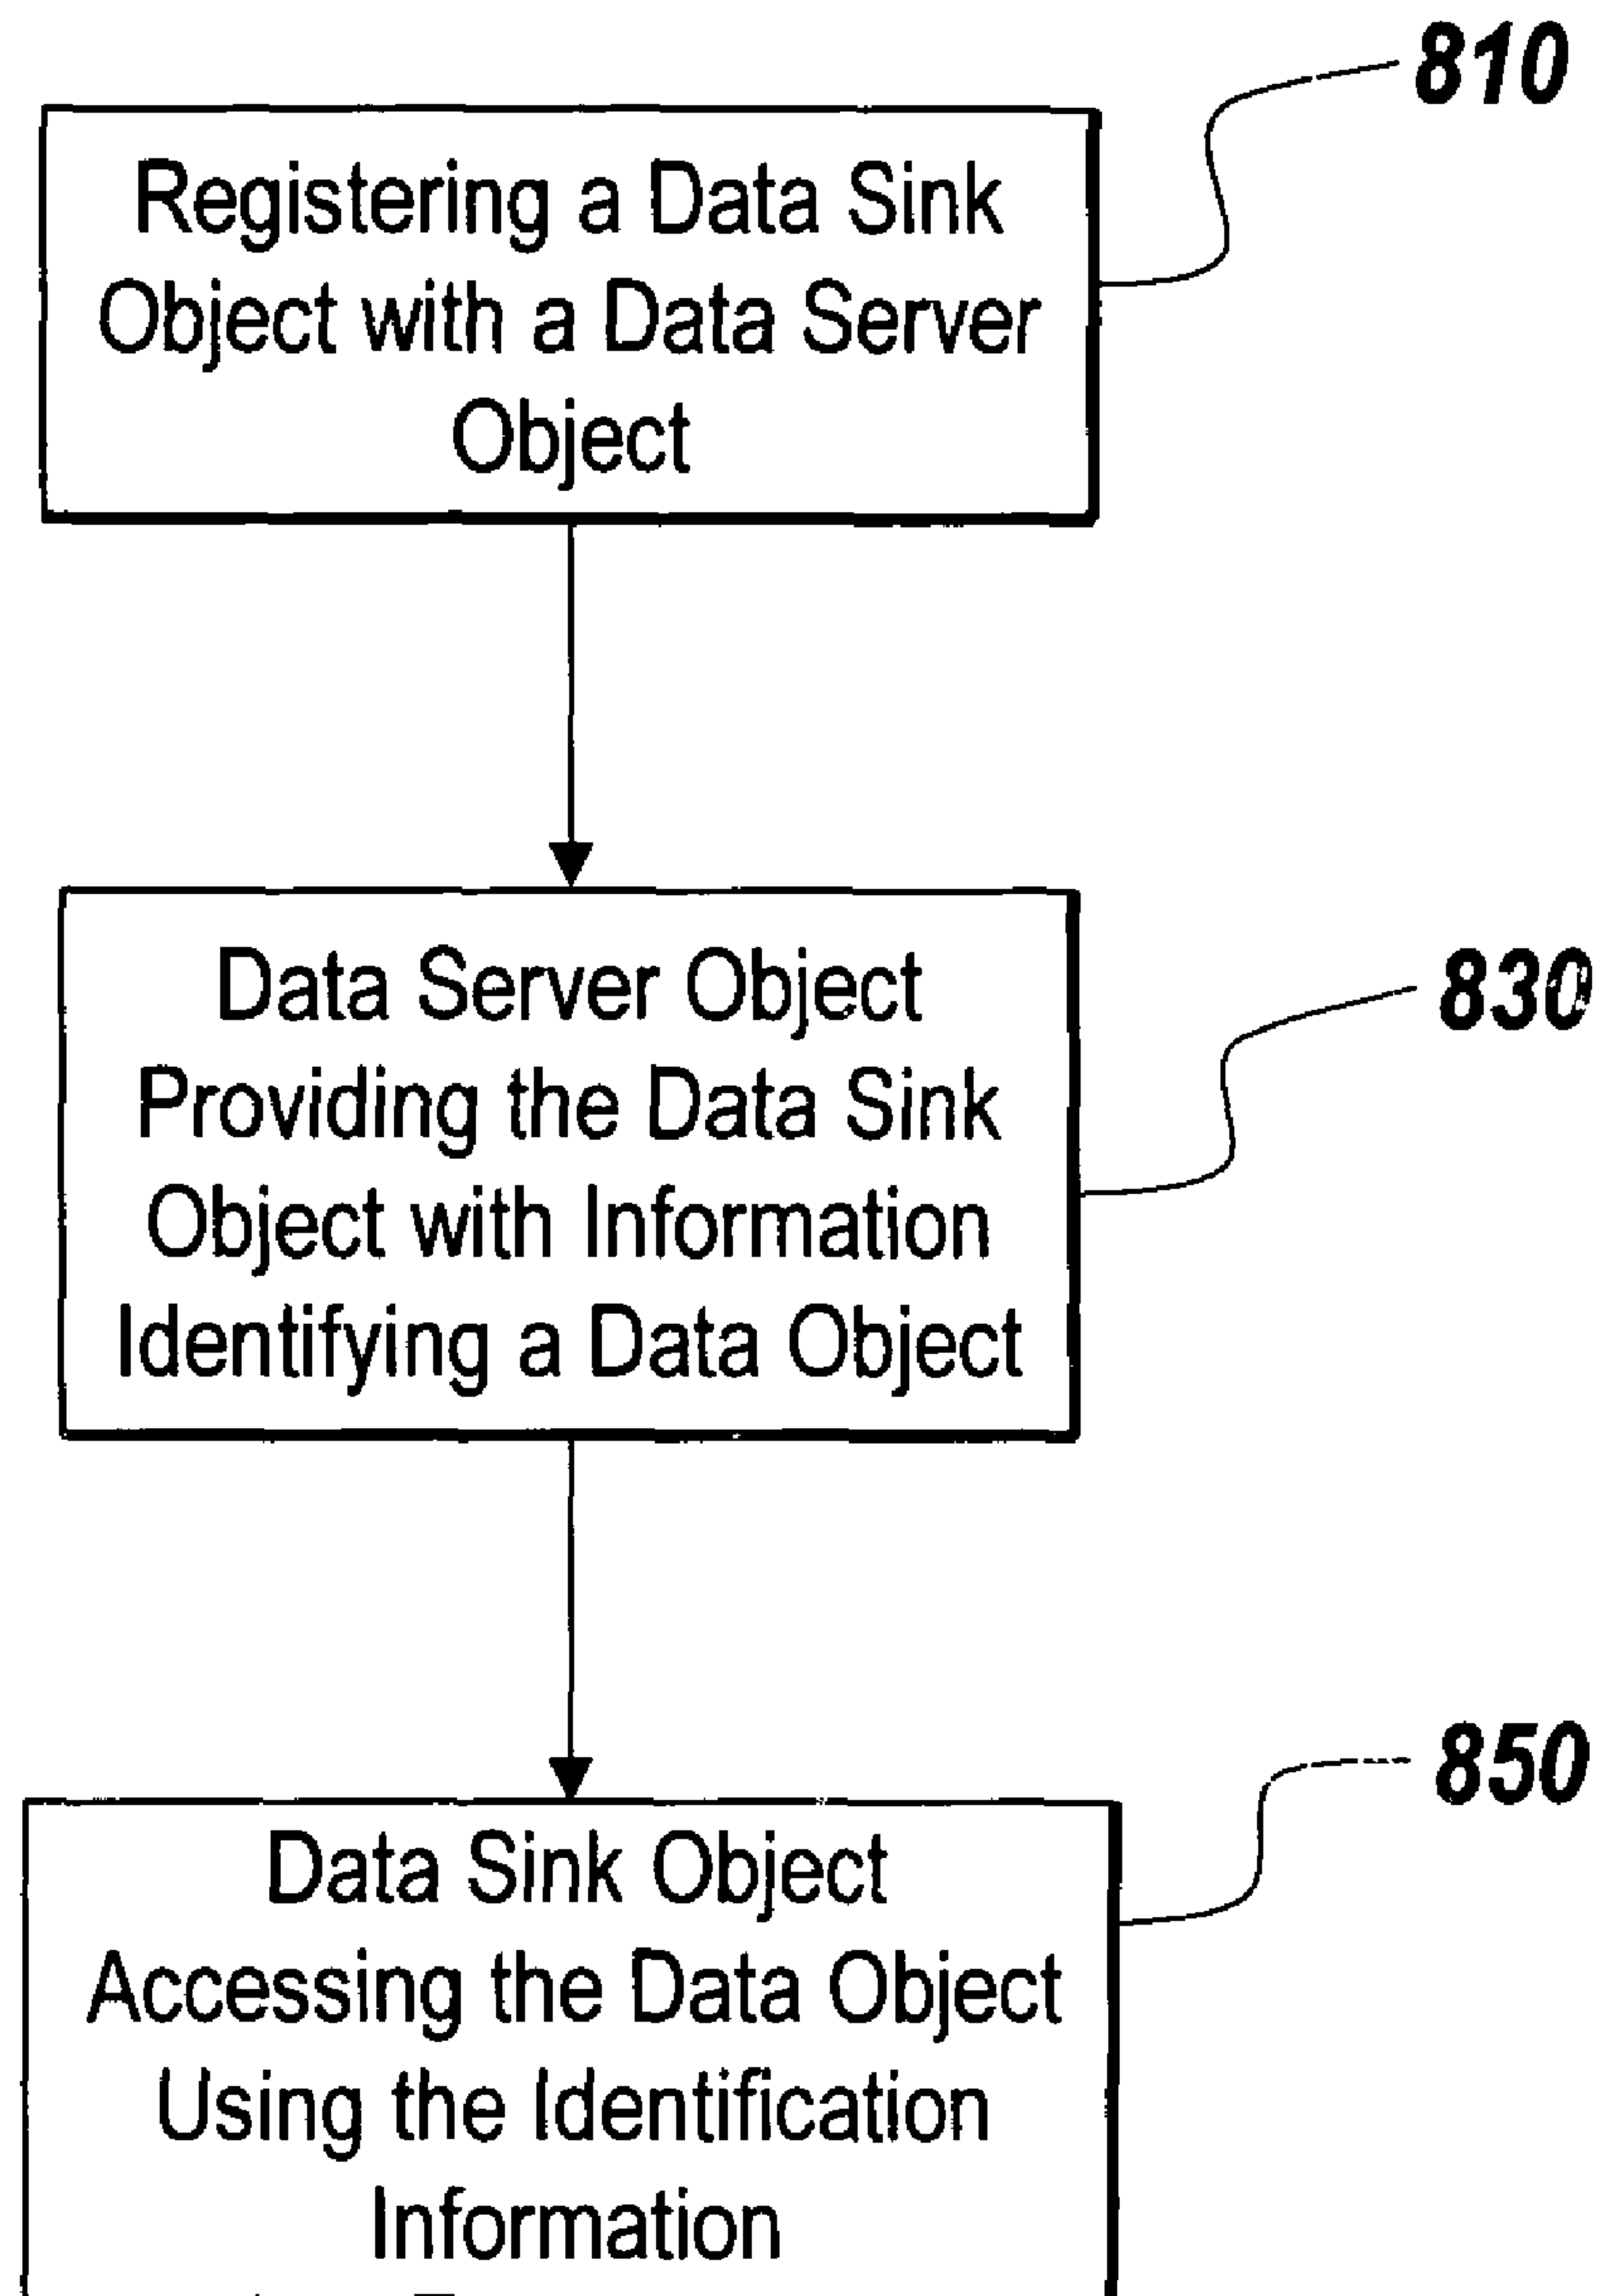 810
Registering a Data Sink
Object with a Data Server
Object
Data Server Object
Providing the Data Sink
Object with Information
Identifying a Data Object
830
Data Sink Object
Accessing the Data Object
Using the Identification
Information
850